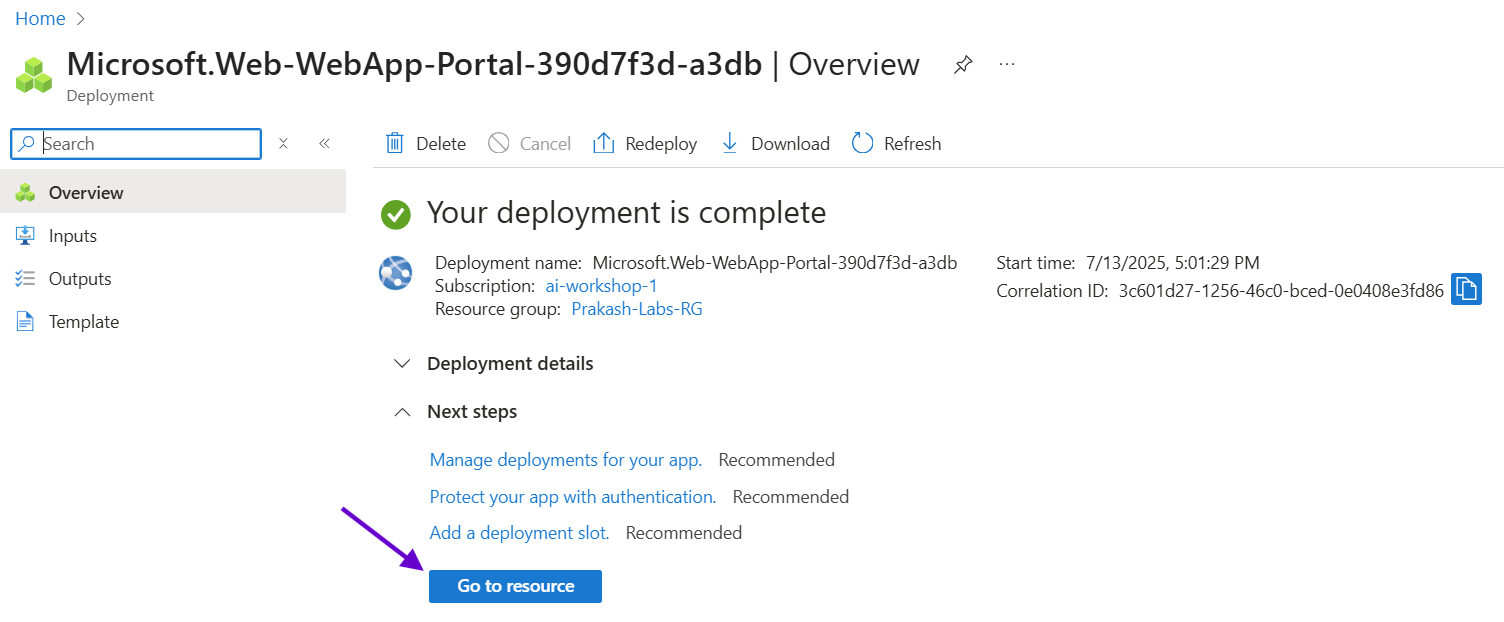 Home
Microsoft.Web-WebApp-Portal-390d7f3d-a3db | Overview
Deployment
Search
Delete
Cancel
Redeploy
Download
Refresh
Overview
Inputs
Outputs
Template
Your deployment is complete
Deployment name: Microsoft.Web-WebApp-Portal-390d7f3d-a3db
Subscription: ai-workshop-1
Resource group: Prakash-Labs-RG
Start time: 7/13/2025, 5:01:29 PM
Correlation ID: 3c601d27-1256-46c0-bced-0e0408e3fd86
Deployment details
Next steps
Manage deployments for your app. Recommended
Protect your app with authentication. Recommended
Add a deployment slot. Recommended
Go to resource